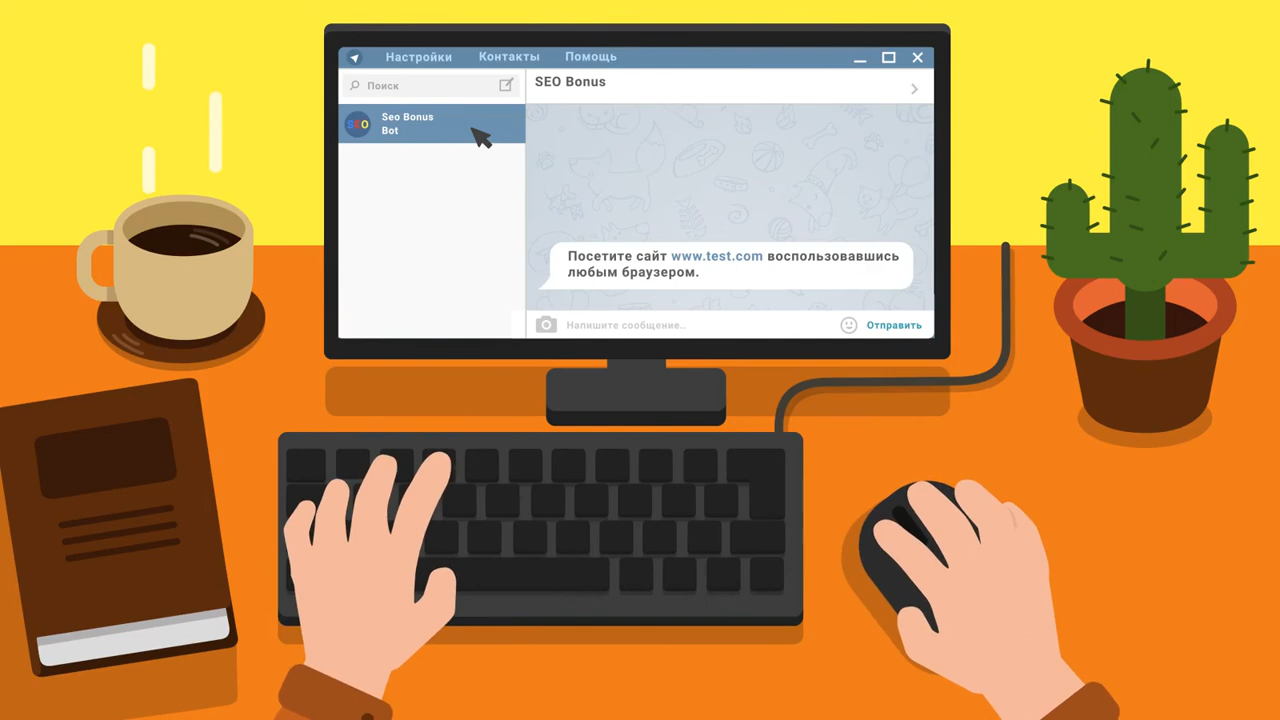 Настройки Контакты Помощь
Поиск
SEO Bonus
SEO
Seo Bonus
Bot
Посетите сайт www.test.com воспользовавшись
любым браузером.
Напишите сообщение..
Отправить